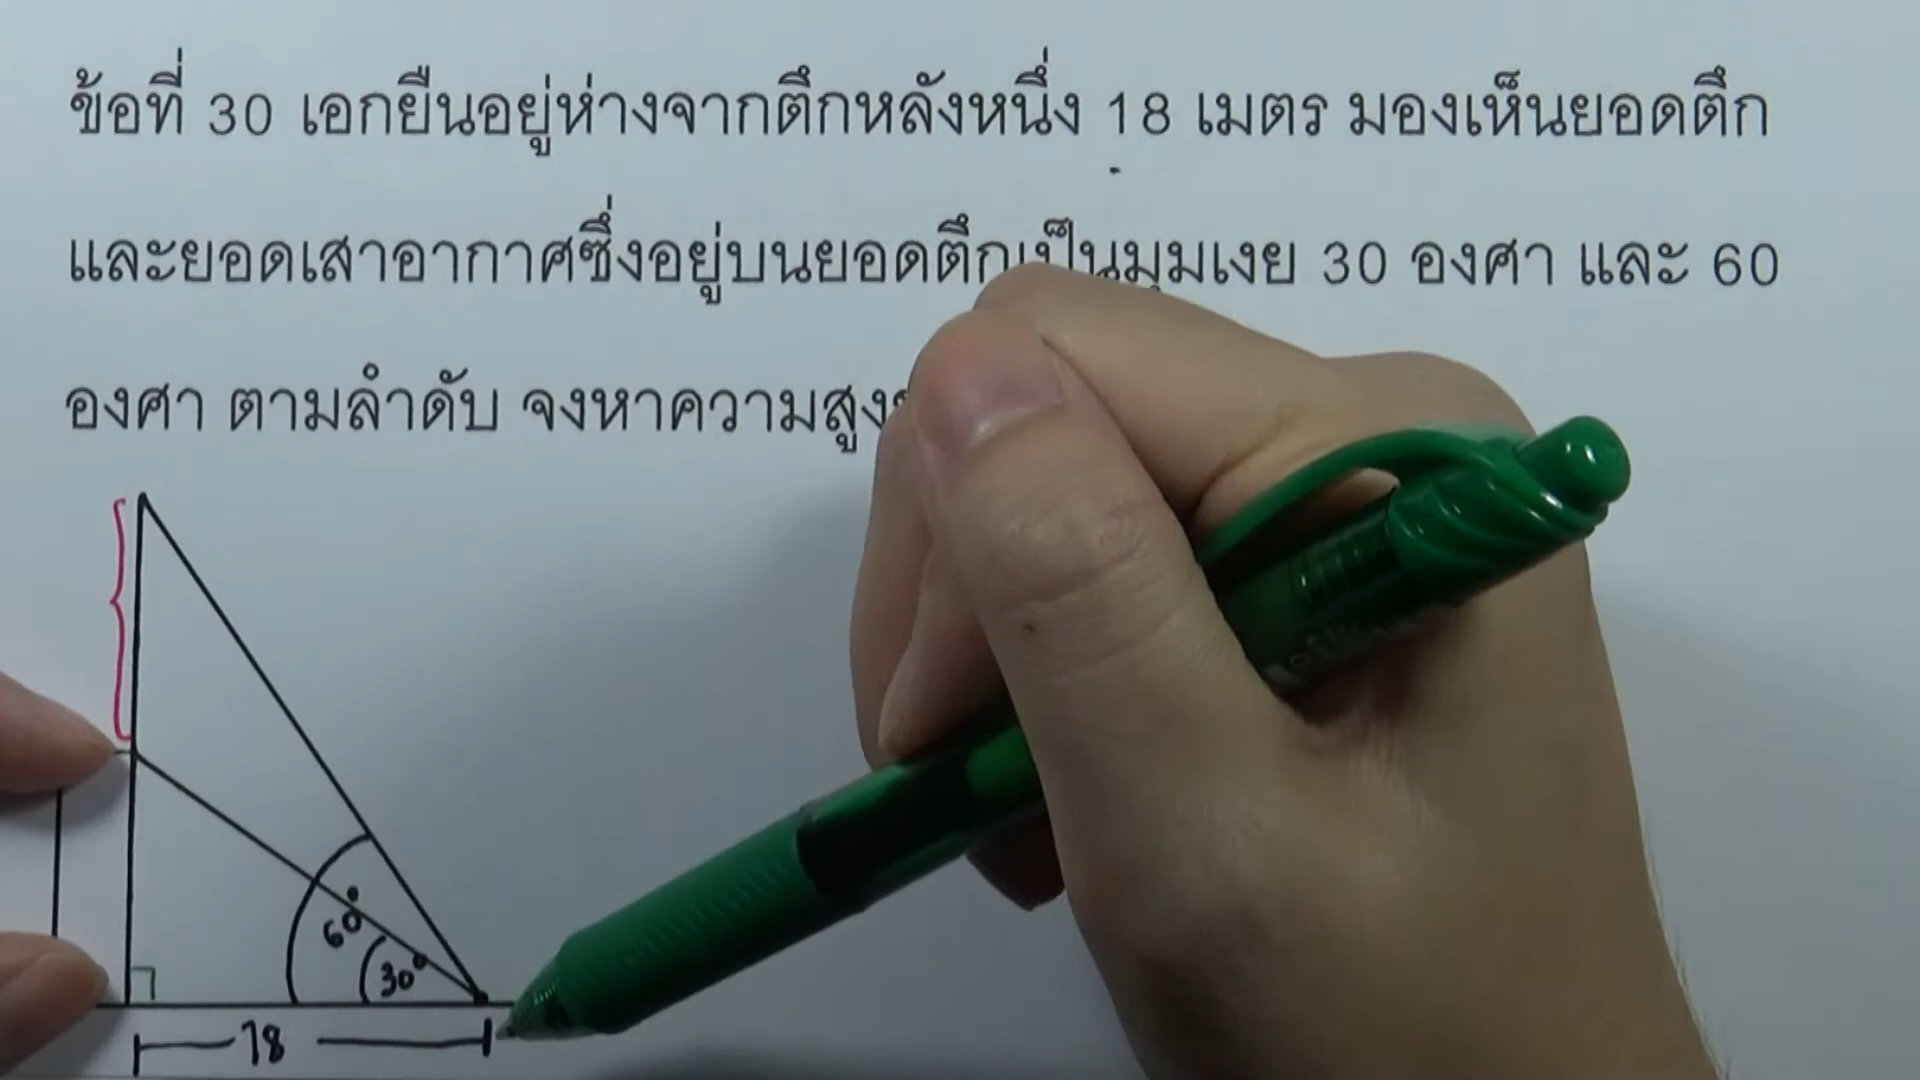 ข้อที่ 30 เอกยืนอยู่ห่างจากตึกหลังหนึ่ง 18 เมตร มองเห็นยอดตึก
และยอดเสาอากาศซึ่งอยู่บนยอดตึกเป็นมุมเงย 30 องศา และ 60
องศา ตามลำดับ จงหาความสูง
60°
30°
18